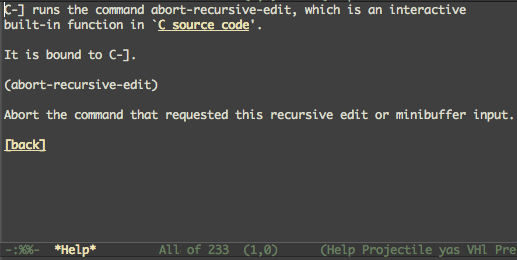 C-] runs the command abort-recursive-edit, which is an interactive
built-in function in `C source code'.
It is bound to C-].
(abort-recursive-edit)
Abort the command that requested this recursive edit or minibuffer input.
[back]
-:%%-  *Help*        All of 233  (1,0)      (Help Projectile yas VHl Pre